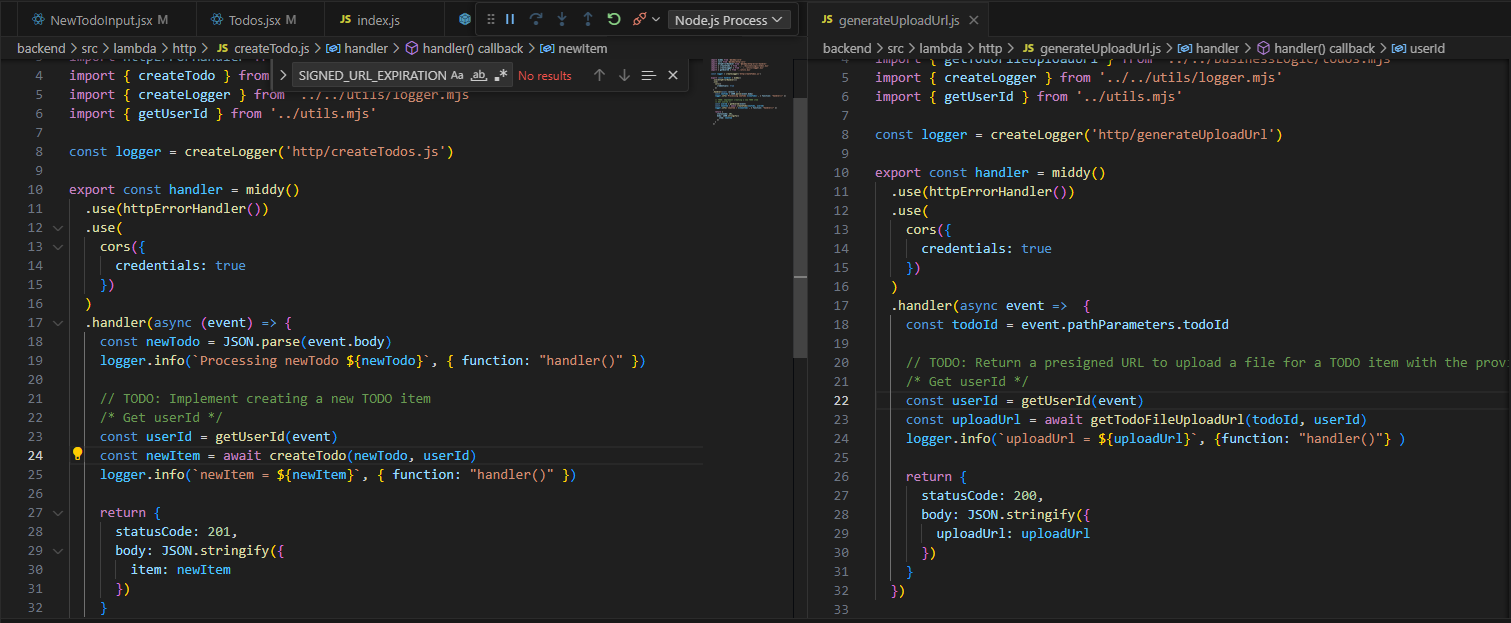 NewTodoInput.jsx M
Todos.jsx M
JS index.js
Node.js Process
backend > src > lambda > http > JS createTodo.js > handler > handler() callback > newItem
SIGNED_URL_EXPIRATION Aa ab .* No results
4 import { createTodo } from
5 import { createLogger } from '../../utils/logger.mjs'
6 import { getUserId } from '../utils.mjs'
7
8 const logger = createLogger('http/createTodos.js')
9
10 export const handler = middy()
11 .use(httpErrorHandler())
12 .use(
13 cors({
14 credentials: true
15 })
16 )
17 .handler(async (event) => {
18 const newTodo = JSON.parse(event.body)
19 logger.info(`Processing newTodo ${newTodo}`, { function: "handler()" })
20
21 // TODO: Implement creating a new TODO item
22 /* Get userId */
23 const userId = getUserId(event)
24 const newItem = await createTodo(newTodo, userId)
25 logger.info(`newItem = ${newItem}`, { function: "handler()" })
26
27 return {
28 statusCode: 201,
29 body: JSON.stringify({
30 item: newItem
31 })
32 }
JS generateUploadUrl.js
backend > src > lambda > http > JS generateUploadUrl.js > handler > handler() callback > userId
4 import { getTodoFileUploadUrl } from '../../businessLogic/todos.mjs'
5 import { createLogger } from '../../utils/logger.mjs'
6 import { getUserId } from '../utils.mjs'
7
8 const logger = createLogger('http/generateUploadUrl')
9
10 export const handler = middy()
11 .use(httpErrorHandler())
12 .use(
13 cors({
14 credentials: true
15 })
16 )
17 .handler(async event => {
18 const todoId = event.pathParameters.todoId
19
20 // TODO: Return a presigned URL to upload a file for a TODO item with the prov
21 /* Get userId */
22 const userId = getUserId(event)
23 const uploadUrl = await getTodoFileUploadUrl(todoId, userId)
24 logger.info(`uploadUrl = ${uploadUrl}`, {function: "handler()"} )
25
26 return {
27 statusCode: 200,
28 body: JSON.stringify({
29 uploadUrl: uploadUrl
30 })
31 }
32 })
33